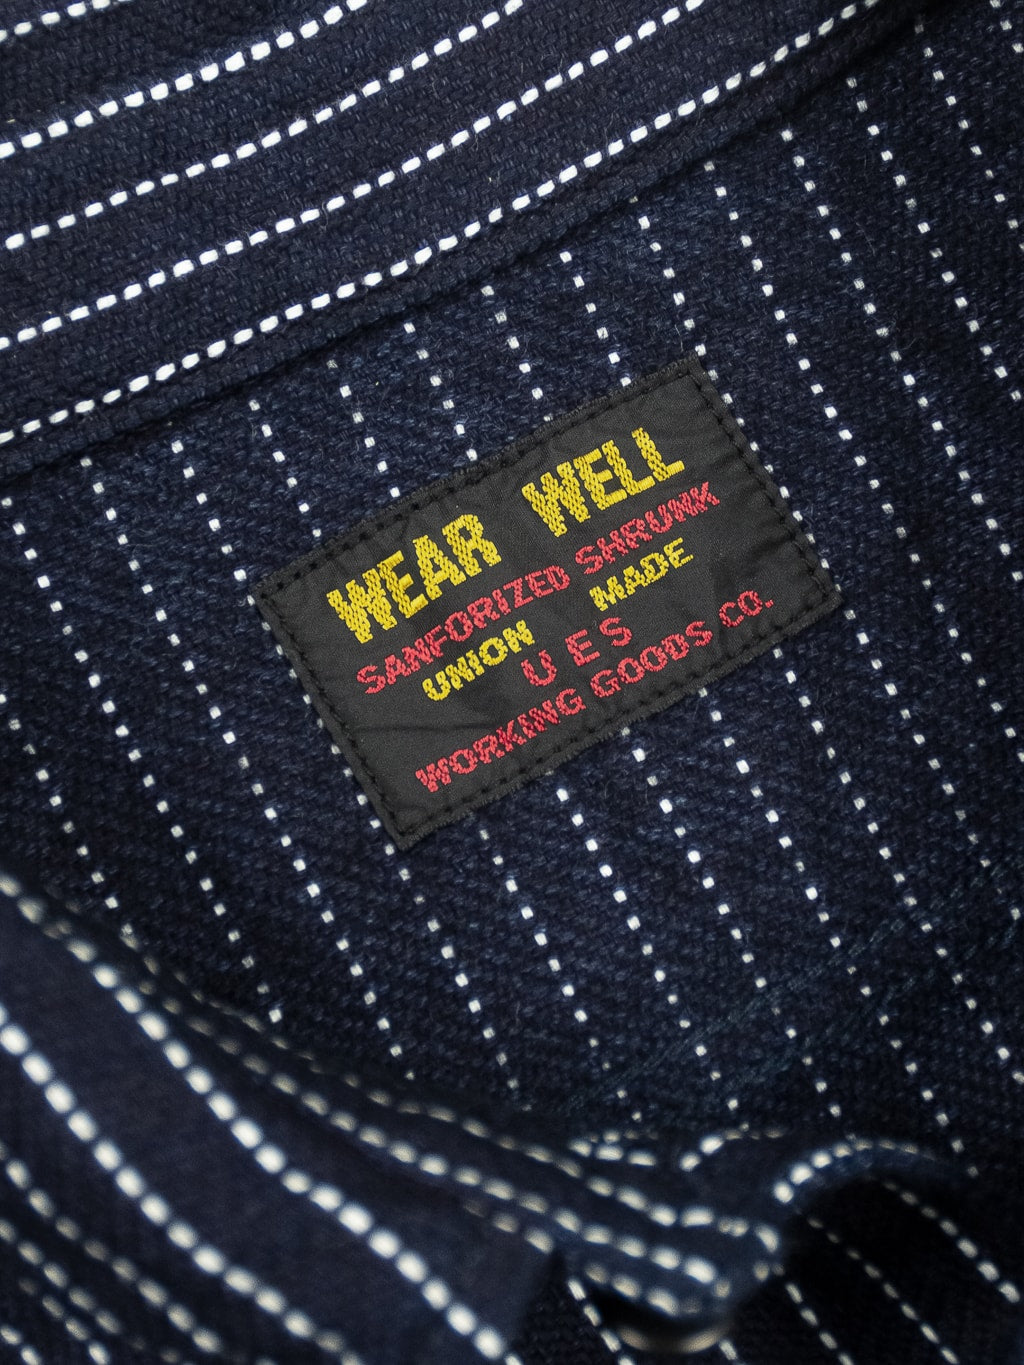 WEAR WELL
SANFORIZED SHRUNK
UNION MADE
U E S
WORKING GOODS CO.